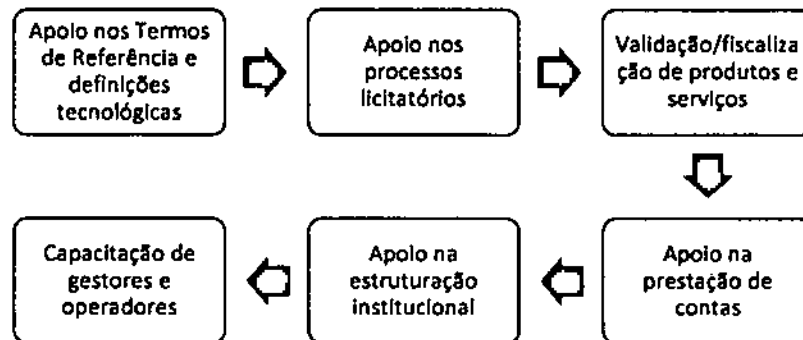 Apoio nos Termos
de Referência e
definições
tecnológicas
Apoio nos
processos
licitatórios
Validação/fiscaliza
ção de produtos e
serviços
Capacitação de
gestores e
operadores
Apoio na
estruturação
institucional
Apoio na
prestação de
contas